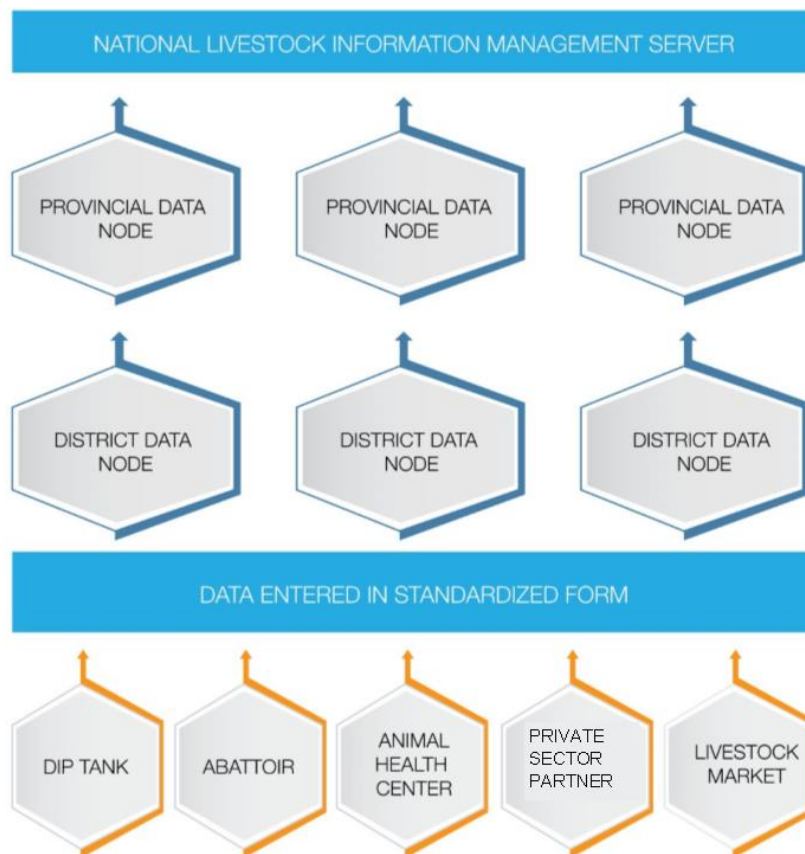 NATIONAL LIVESTOCK INFORMATION MANAGEMENT SERVER
PROVINCIAL DATA
NODE
PROVINCIAL DATA
NODE
PROVINCIAL DATA
NODE
DISTRICT DATA
NODE
DISTRICT DATA
NODE
DISTRICT DATA
NODE
DATA ENTERED IN STANDARDIZED FORM
DIP TANK
ABATTOIR
ANIMAL
HEALTH
CENTER
PRIVATE
SECTOR
PARTNER
LIVESTOCK
MARKET